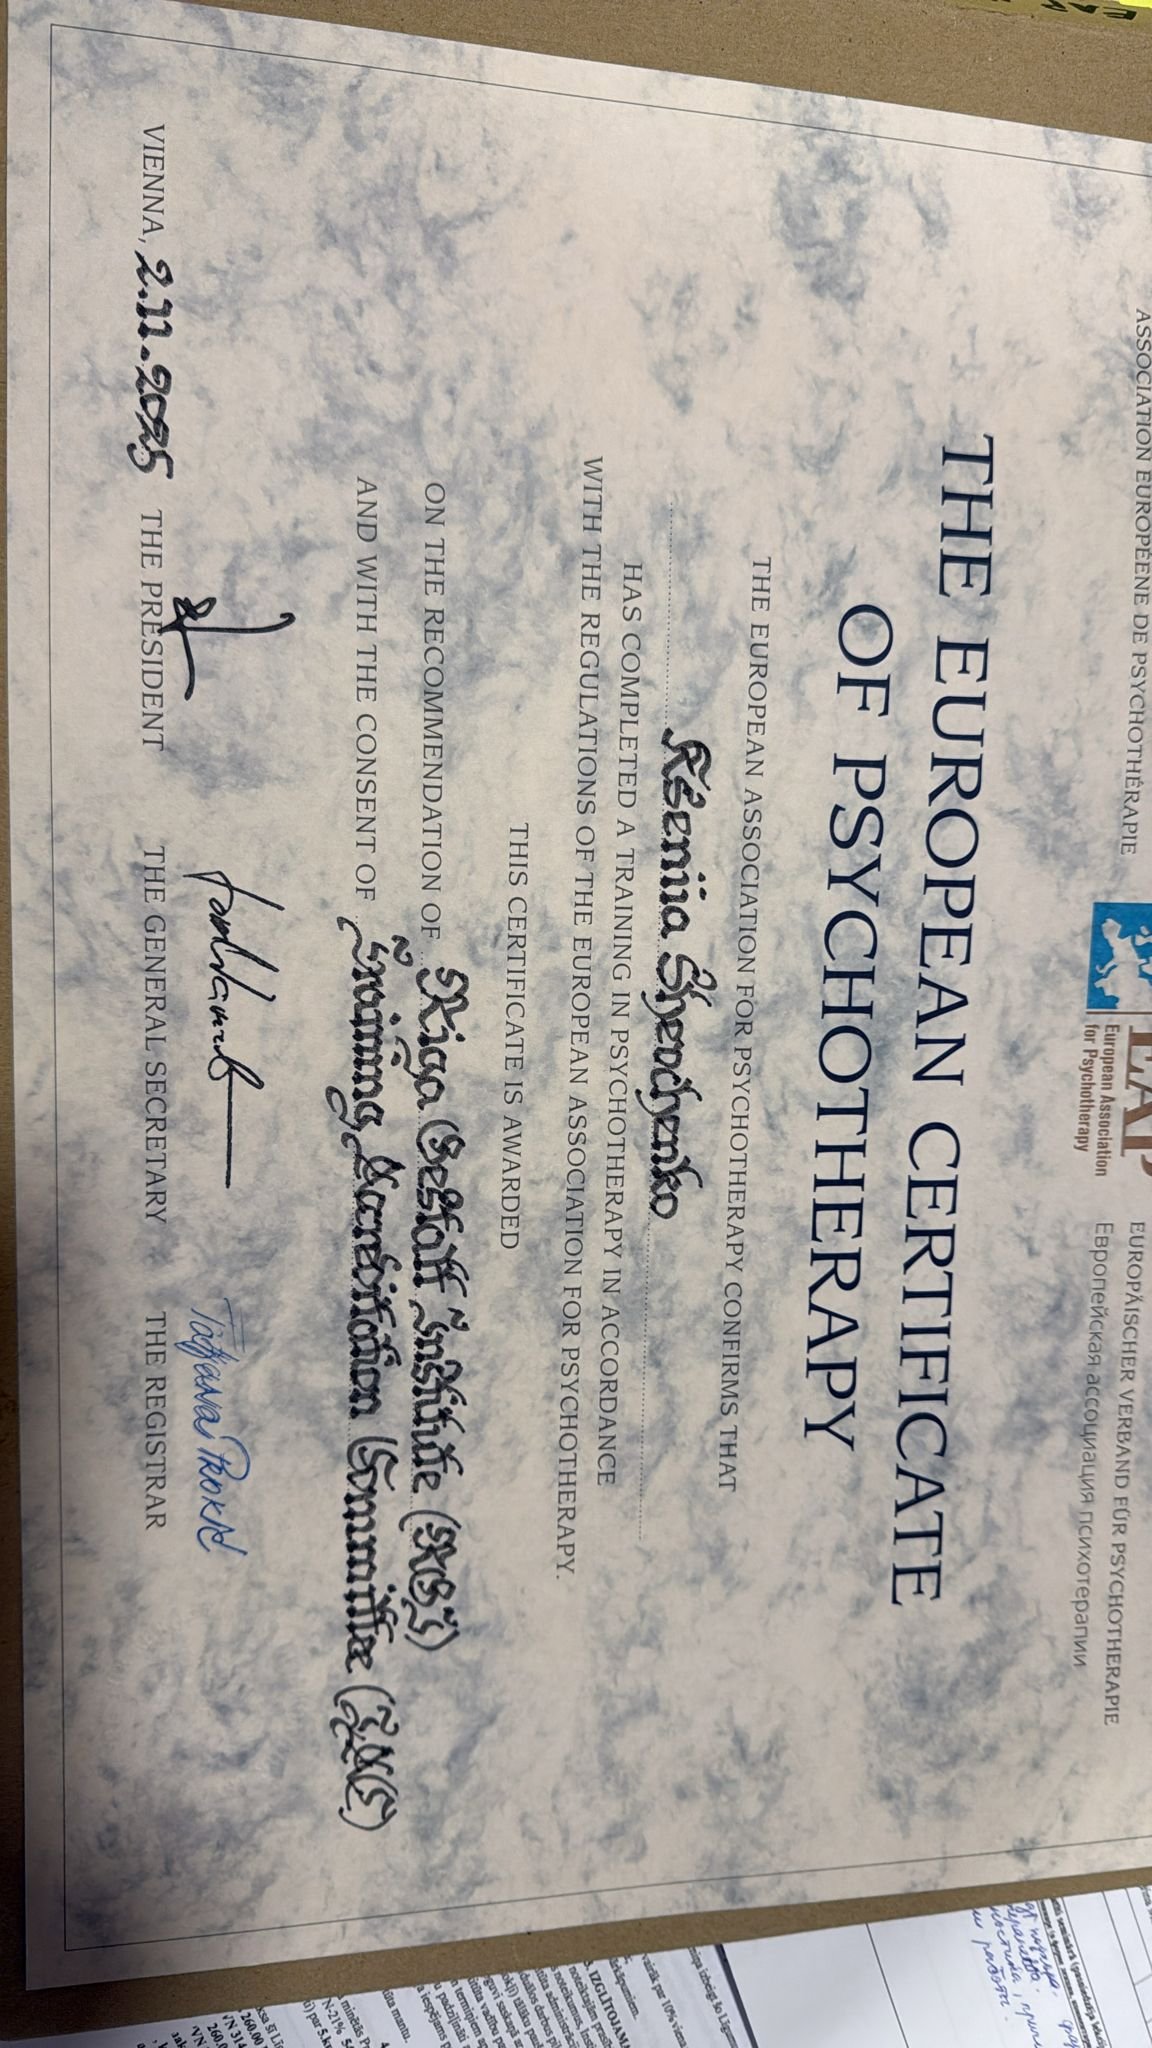 ASSOCIATION EUROPÉENE DE PSYCHOTHÉRAPIE
EAP
European Association
for Psychotherapy
EUROPÄISCHER VERBAND FÜR PSYCHOTHERAPIE
Европейская ассоциация психотерапии
THE EUROPEAN CERTIFICATE
OF PSYCHOTHERAPY
THE EUROPEAN ASSOCIATION FOR PSYCHOTHERAPY CONFIRMS THAT
Kseniia Shevchenko
HAS COMPLETED A TRAINING IN PSYCHOTHERAPY IN ACCORDANCE
WITH THE REGULATIONS OF THE EUROPEAN ASSOCIATION FOR PSYCHOTHERAPY.
THIS CERTIFICATE IS AWARDED
ON THE RECOMMENDATION OF Riga Gestalt Institute (RGI)
AND WITH THE CONSENT OF Training Accreditation Committee (TAC)
VIENNA, 2.11.2025 THE PRESIDENT THE GENERAL SECRETARY THE REGISTRAR
IZGLĪTOJAMĀ
260.00